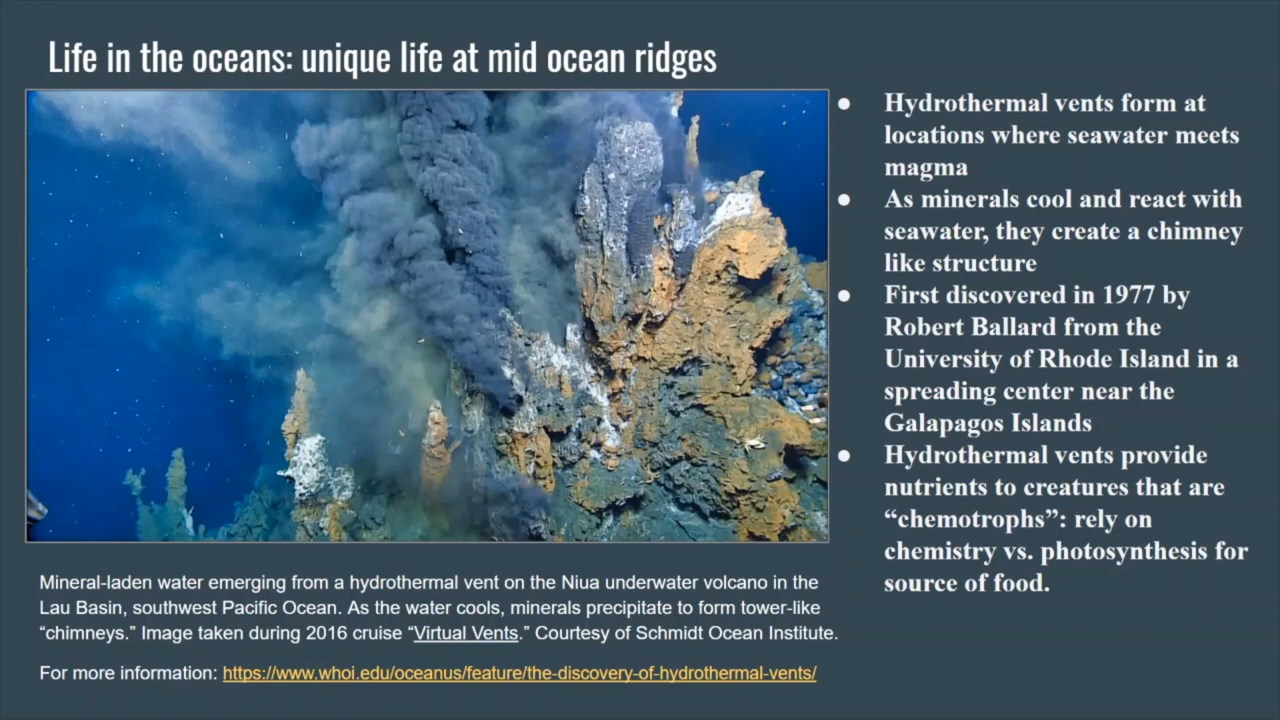 Life in the oceans: unique life at mid ocean ridges
● Hydrothermal vents form at
locations where seawater meets
magma
● As minerals cool and react with
seawater, they create a chimney
like structure
● First discovered in 1977 by
Robert Ballard from the
University of Rhode Island in a
spreading center near the
Galapagos Islands
● Hydrothermal vents provide
nutrients to creatures that are
“chemotrophs”: rely on
chemistry vs. photosynthesis for
source of food.
Mineral-laden water emerging from a hydrothermal vent on the Niua underwater volcano in the
Lau Basin, southwest Pacific Ocean. As the water cools, minerals precipitate to form tower-like
“chimneys.” Image taken during 2016 cruise “Virtual Vents.” Courtesy of Schmidt Ocean Institute.
For more information: https://www.whoi.edu/oceanus/feature/the-discovery-of-hydrothermal-vents/